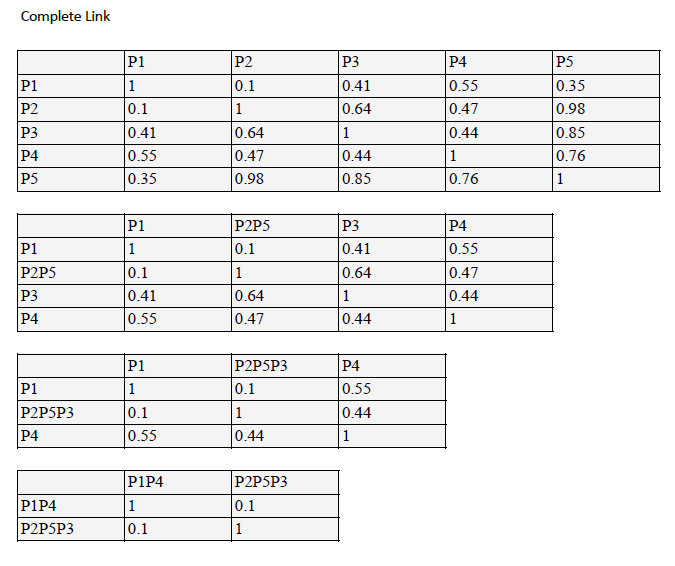 Complete Link
P1 P2 P3 P4 P5
P1 1 0.1 0.41 0.55 0.35
P2 0.1 1 0.64 0.47 0.98
P3 0.41 0.64 1 0.44 0.85
P4 0.55 0.47 0.44 1 0.76
P5 0.35 0.98 0.85 0.76 1
P1 P2P5 P3 P4
P1 1 0.1 0.41 0.55
P2P5 0.1 1 0.64 0.47
P3 0.41 0.64 1 0.44
P4 0.55 0.47 0.44 1
P1 P2P5P3 P4
P1 1 0.1 0.55
P2P5P3 0.1 1 0.44
P4 0.55 0.44 1
P1P4 P2P5P3
P1P4 1 0.1
P2P5P3 0.1 1